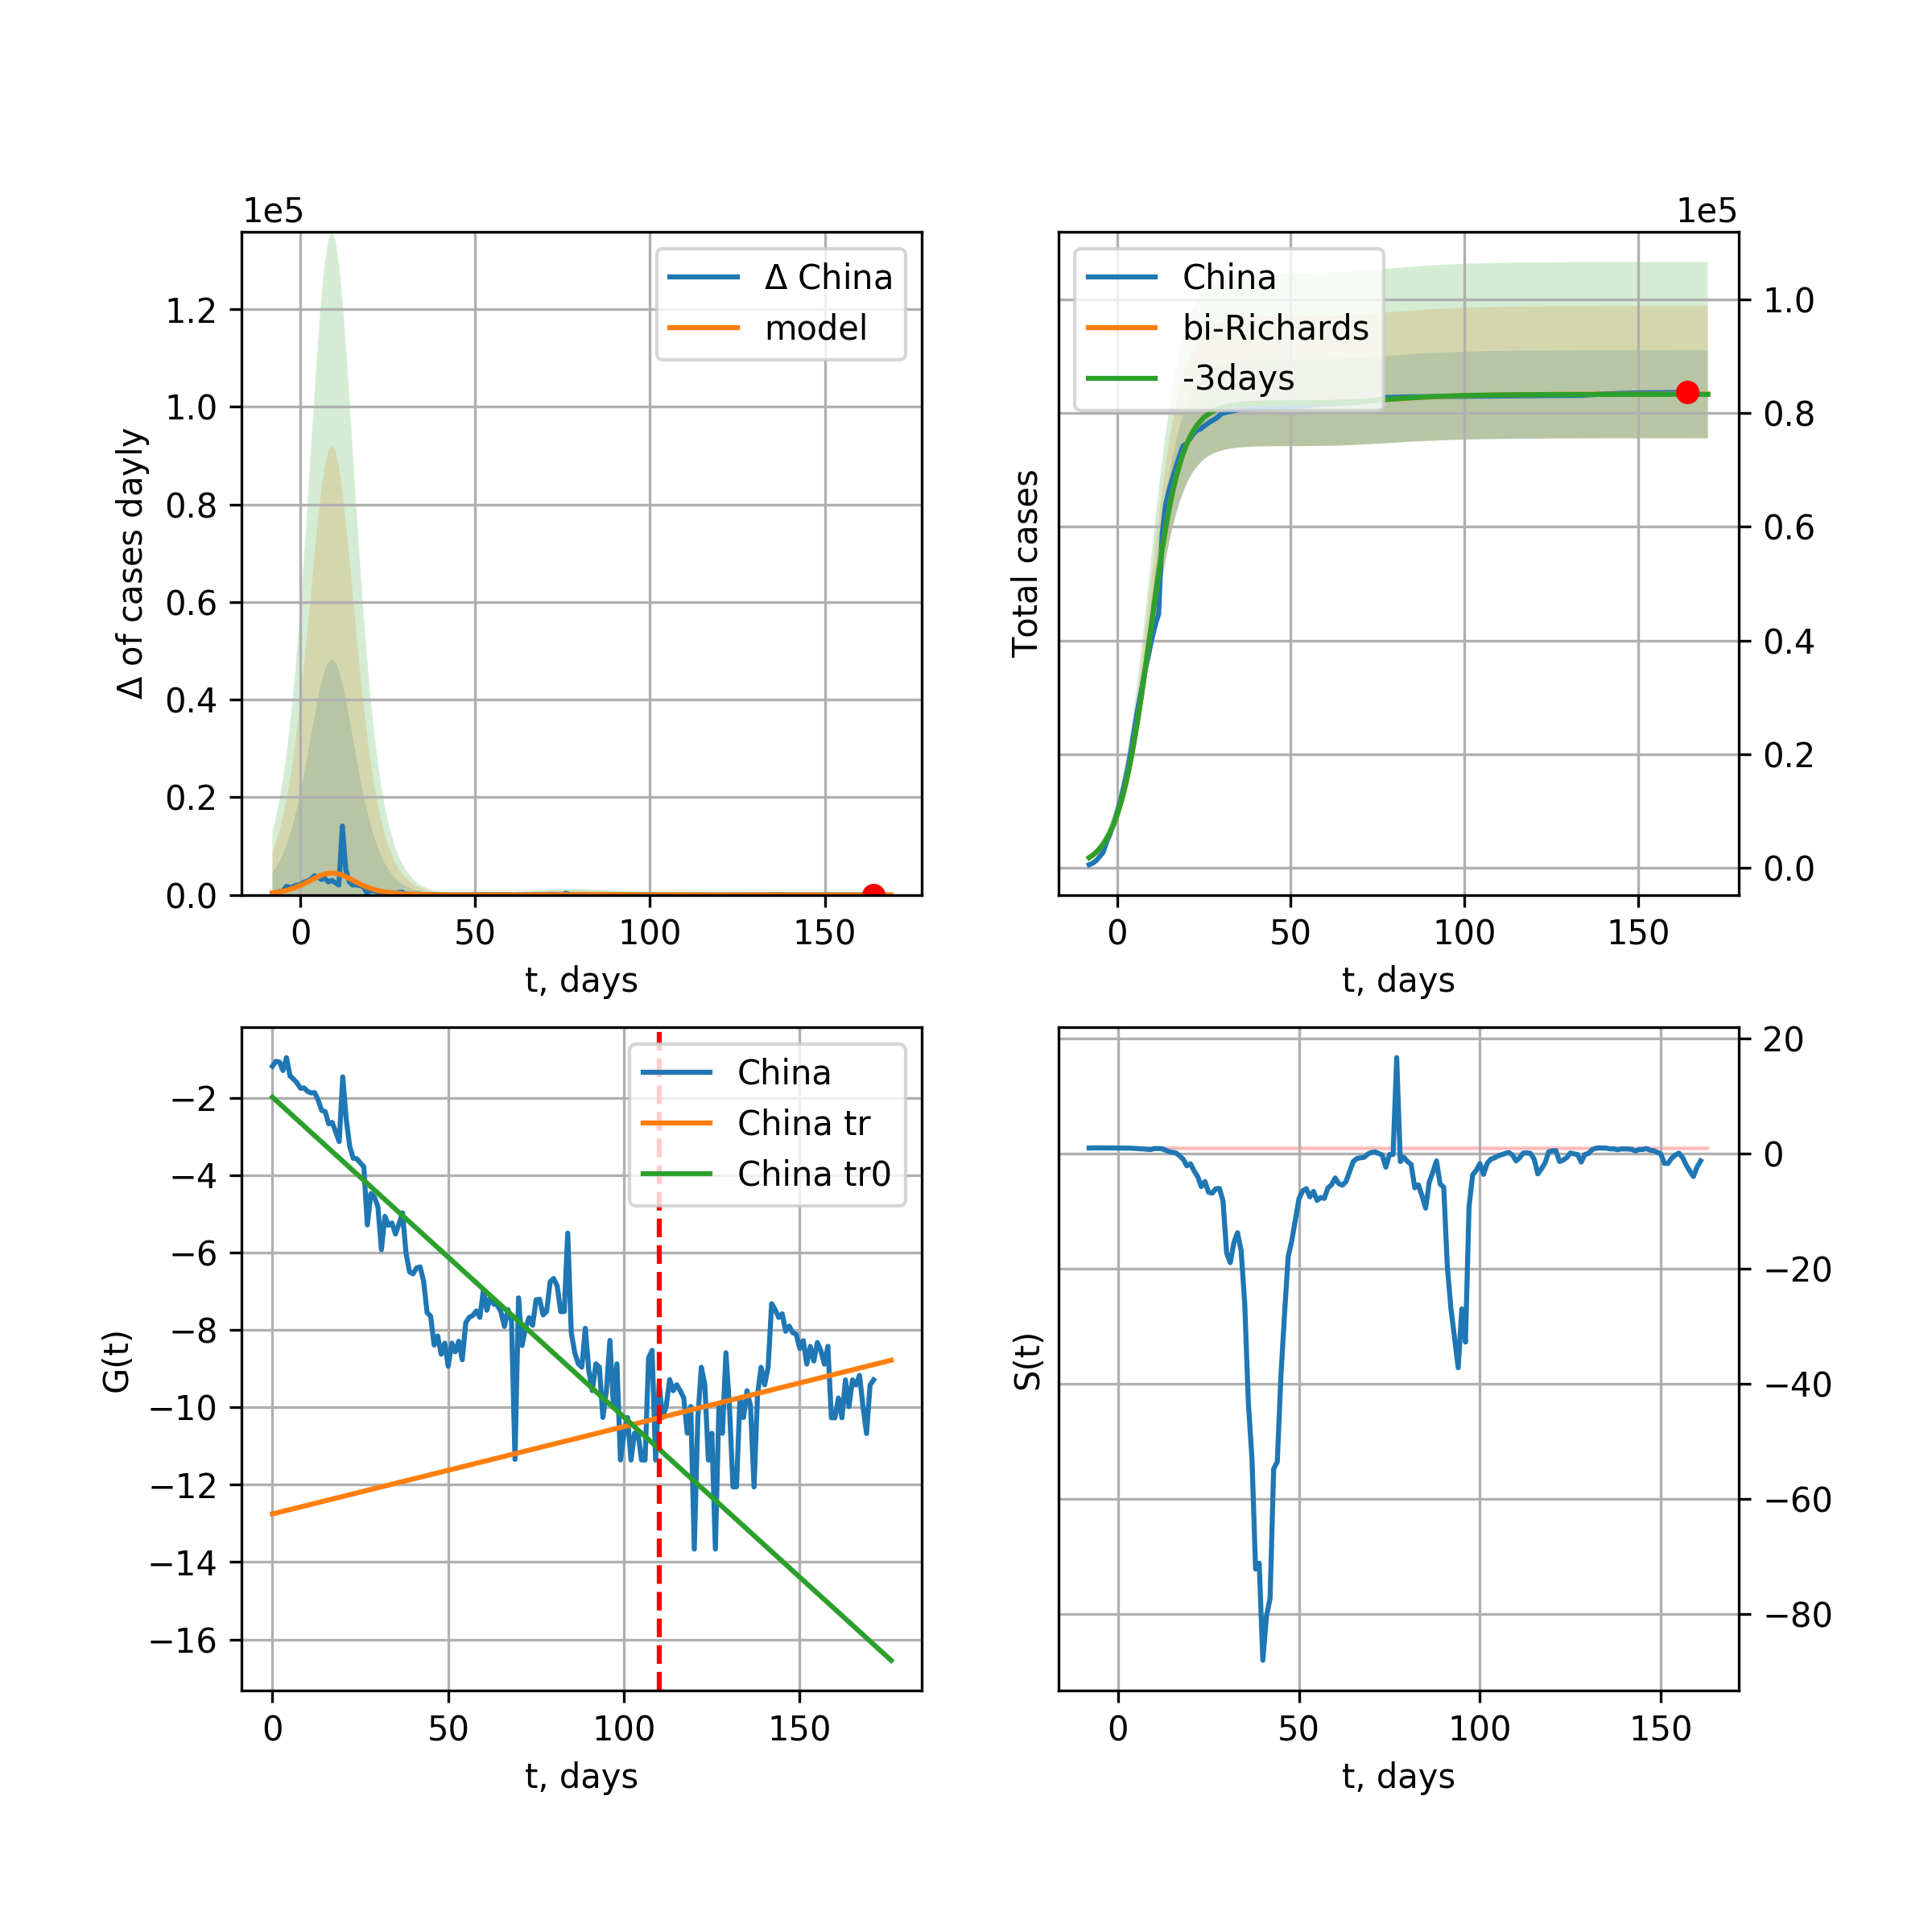 1e5
Δ of cases dayly
1.2
1.0
0.8
0.6
0.4
0.2
0.0
0 50 100 150
t, days
Δ China
model
1e5
Total cases
1.0
0.8
0.6
0.4
0.2
0.0
0 50 100 150
t, days
China
bi-Richards
-3days
G(t)
−2
−4
−6
−8
−10
−12
−14
−16
0 50 100 150
t, days
China
China tr
China tr0
S(t)
20
0
−20
−40
−60
−80
0 50 100 150
t, days